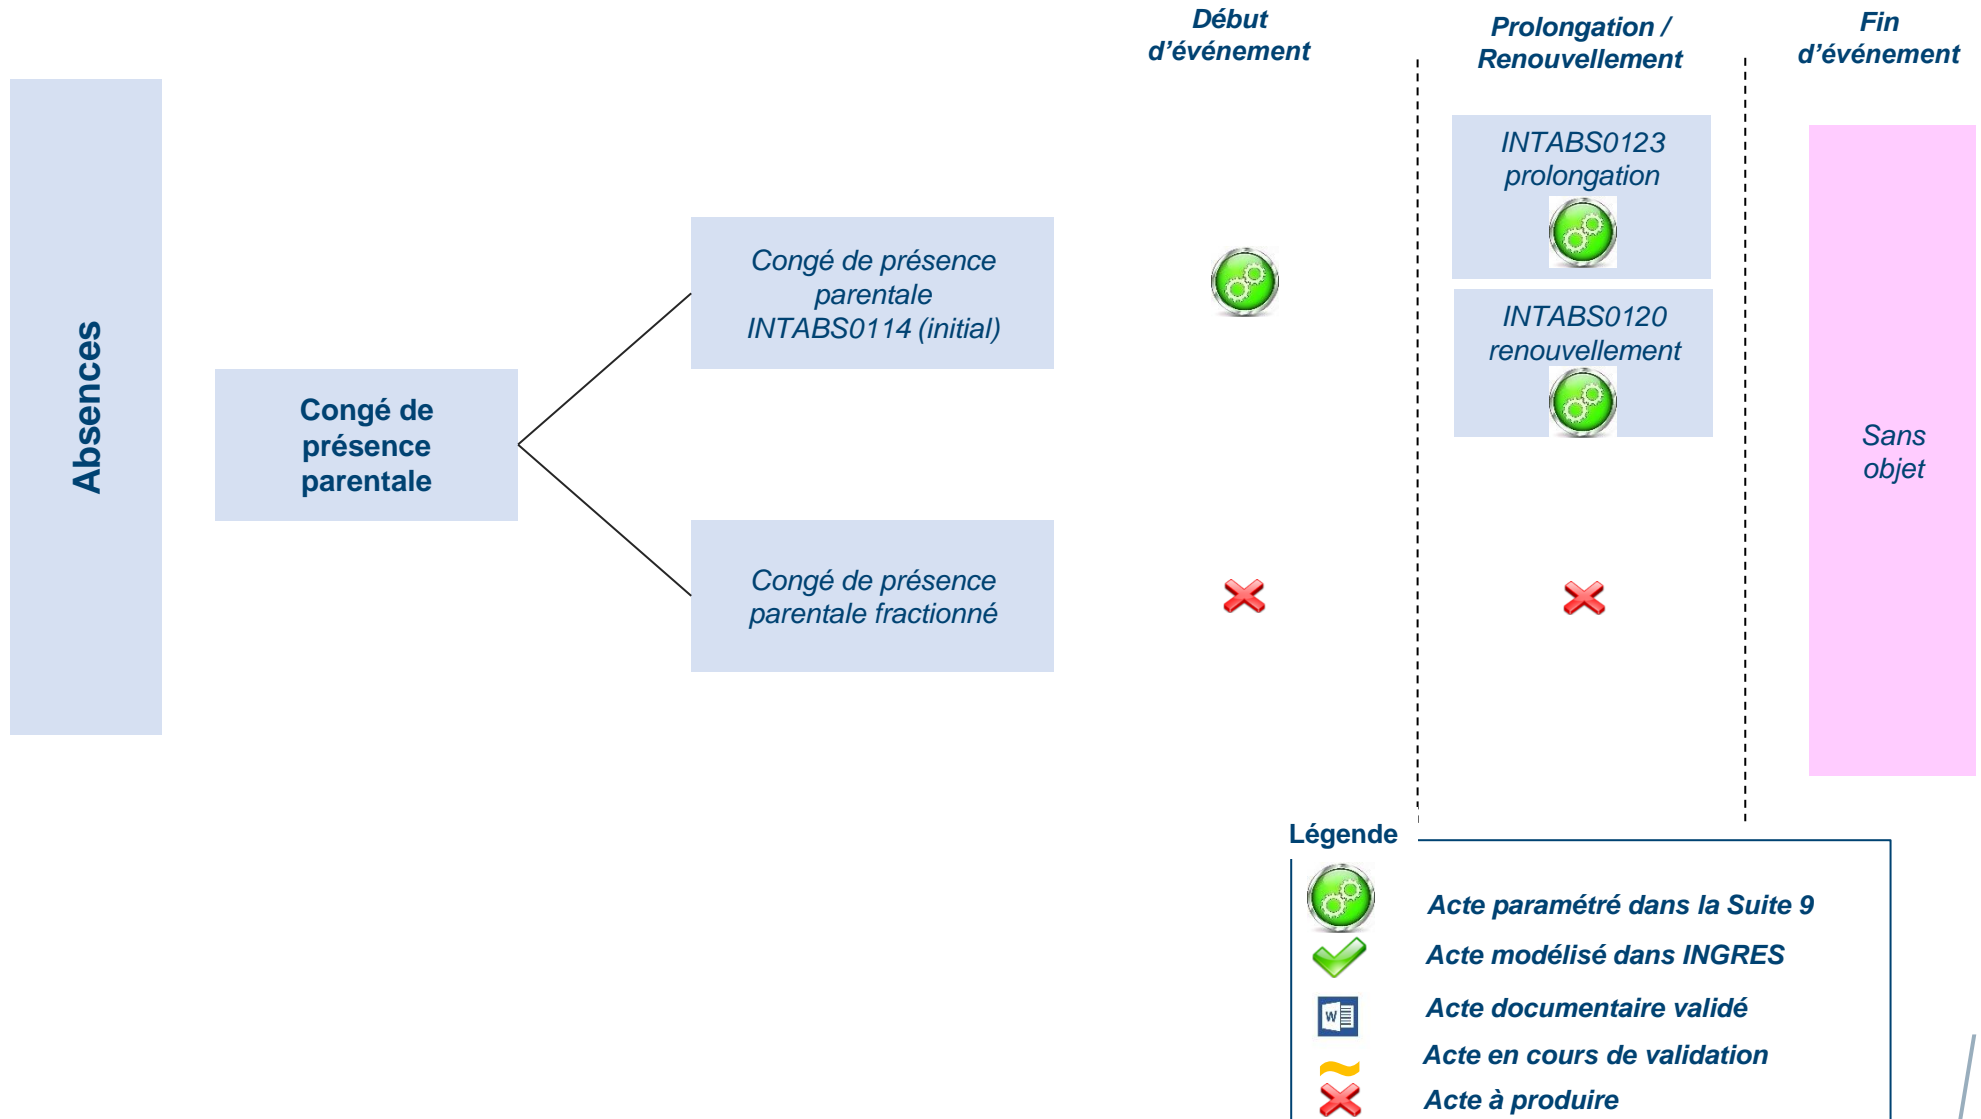 Début
d’événement
Prolongation /
Renouvellement
Fin
d’événement
Absences
Congé de
présence
parentale
Congé de présence
parentale
INTABS0114 (initial)
INTABS0123
prolongation
INTABS0120
renouvellement
Sans
objet
Congé de présence
parentale fractionné
Légende
Acte paramétré dans la Suite 9
Acte modélisé dans INGRES
W
Acte documentaire validé
Acte en cours de validation
Acte à produire